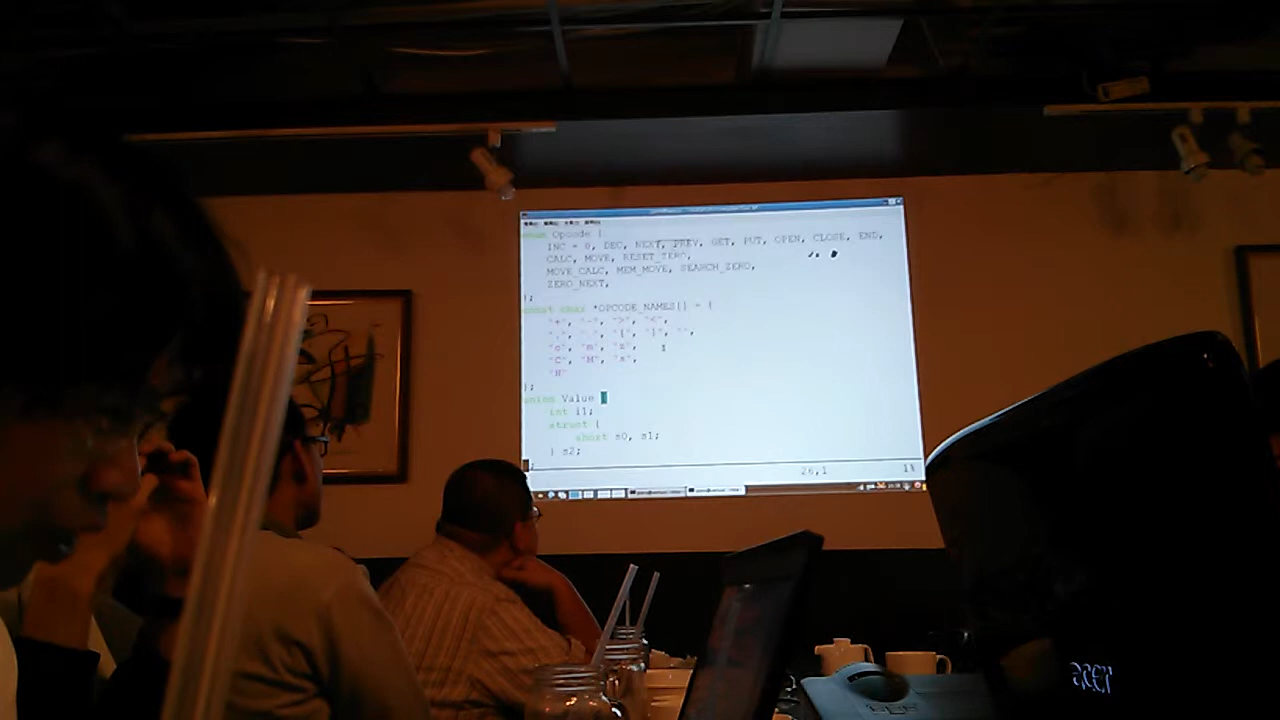 enum Opcode {
INC = 0, DEC, NEXT, PREV, GET, PUT, OPEN, CLOSE, END,
CALC, MOVE, RESET_ZERO,
MOVE_CALC, MEM_MOVE, SEARCH_ZERO,
ZERO_NEXT,
};
const char *OPCODE_NAMES[] = {
"+", "-", ">", "<",
"[", "]", "",
"c", "m", "z",
"C", "M",
};
union Value {
int i1;
struct {
short s0, s1;
} s2;
26,1 1%
acer